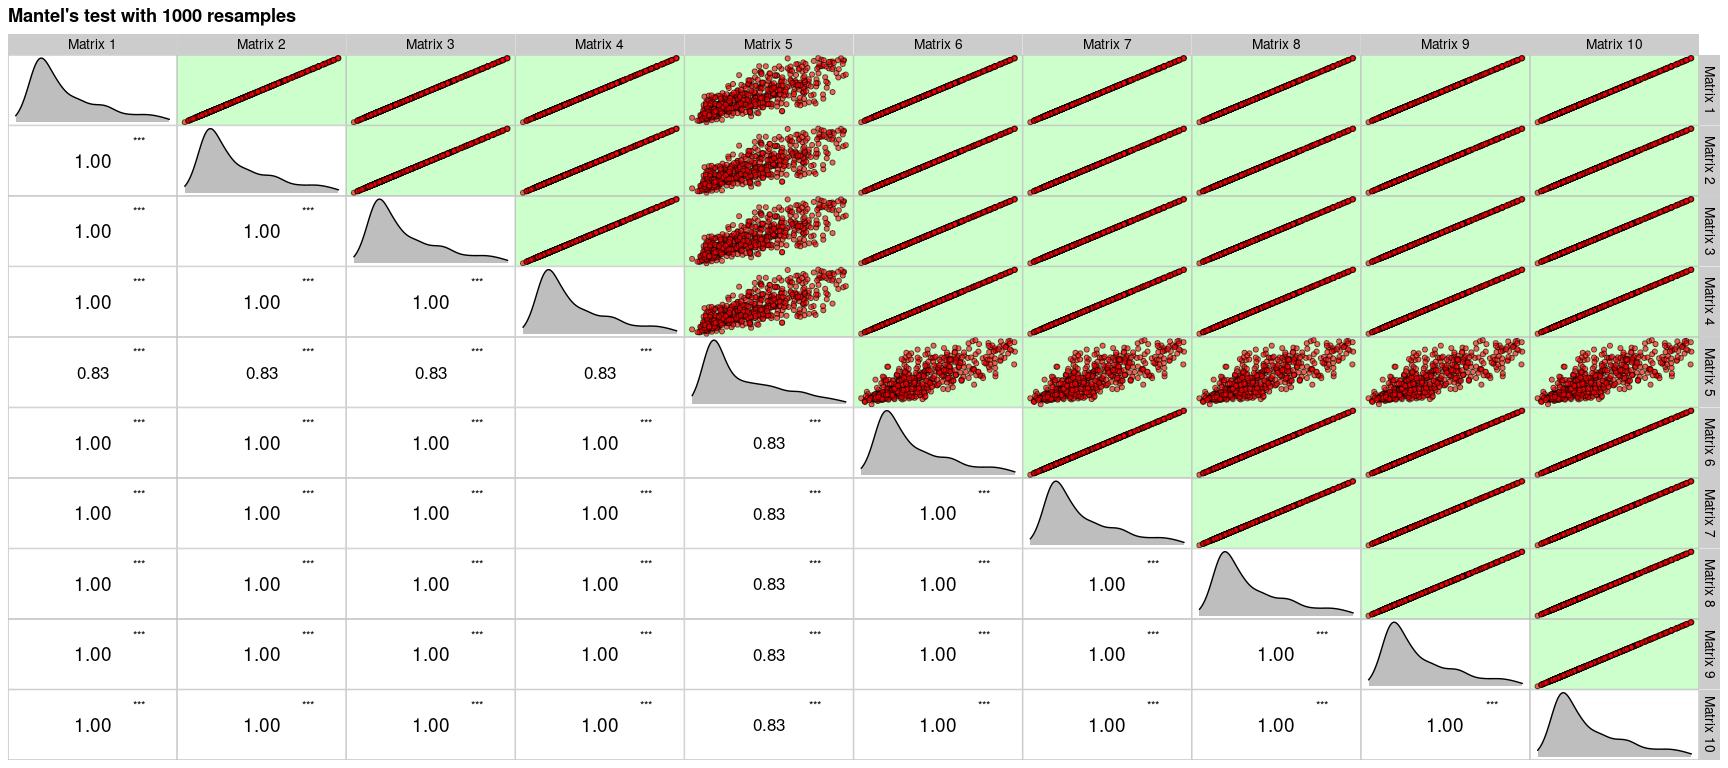 Mantel's test with 1000 resamples
Matrix 1 Matrix 2 Matrix 3 Matrix 4 Matrix 5 Matrix 6 Matrix 7 Matrix 8 Matrix 9 Matrix 10
Matrix 1
***
1.00
Matrix 2
*** ***
1.00 1.00
Matrix 3
*** *** ***
1.00 1.00 1.00
Matrix 4
*** *** *** ***
0.83 0.83 0.83 0.83
Matrix 5
*** *** *** *** ***
1.00 1.00 1.00 1.00 0.83
Matrix 6
*** *** *** *** *** ***
1.00 1.00 1.00 1.00 0.83 1.00
Matrix 7
*** *** *** *** *** *** ***
1.00 1.00 1.00 1.00 0.83 1.00 1.00
Matrix 8
*** *** *** *** *** *** *** ***
1.00 1.00 1.00 1.00 0.83 1.00 1.00 1.00
Matrix 9
*** *** *** *** *** *** *** *** ***
1.00 1.00 1.00 1.00 0.83 1.00 1.00 1.00 1.00
Matrix 10